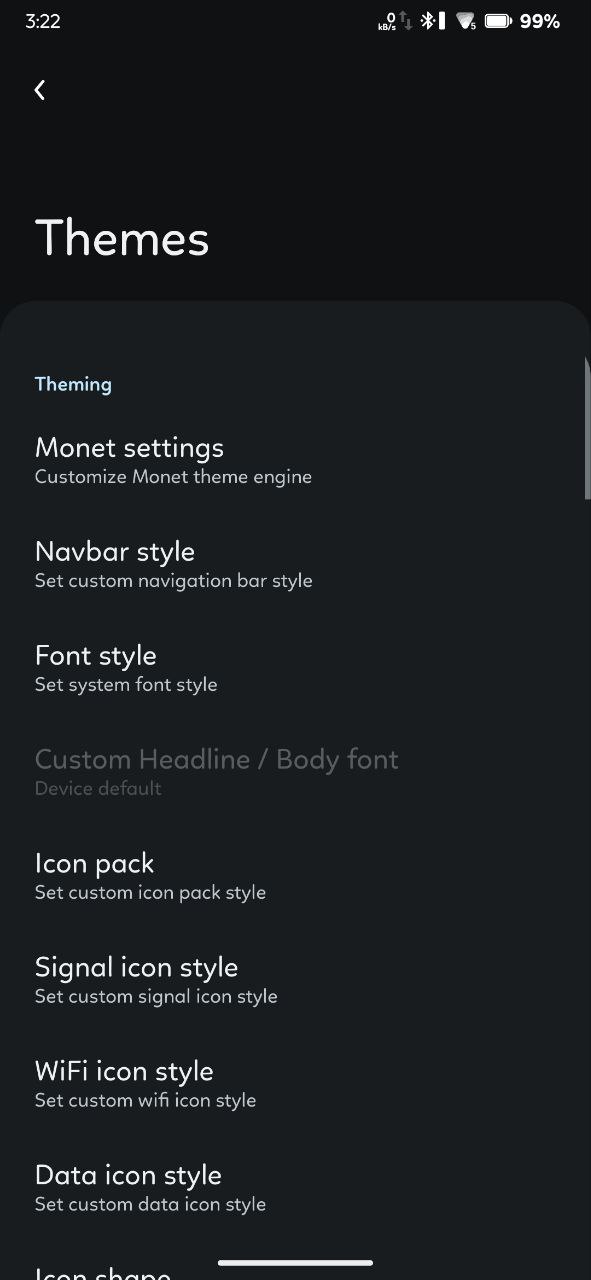 3:22
0
kB/s
5
99%
Themes
Theming
Monet settings
Customize Monet theme engine
Navbar style
Set custom navigation bar style
Font style
Set system font style
Custom Headline / Body font
Device default
Icon pack
Set custom icon pack style
Signal icon style
Set custom signal icon style
WiFi icon style
Set custom wifi icon style
Data icon style
Set custom data icon style
Icon shape